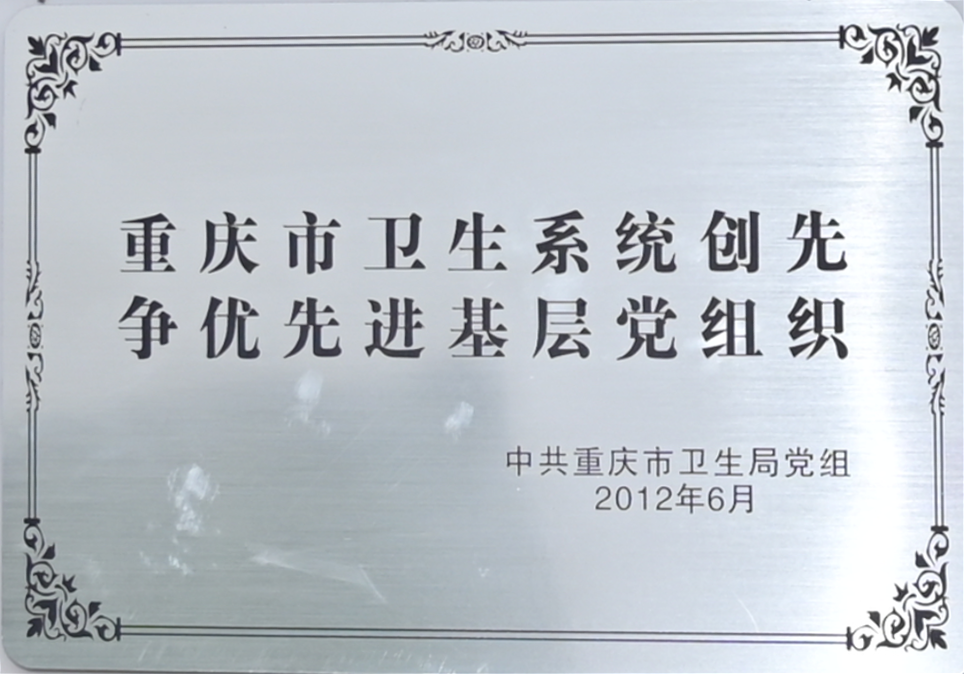 重庆市卫生系统创先
争优先进基层党组织
中共重庆市卫生局党组
2012年6月